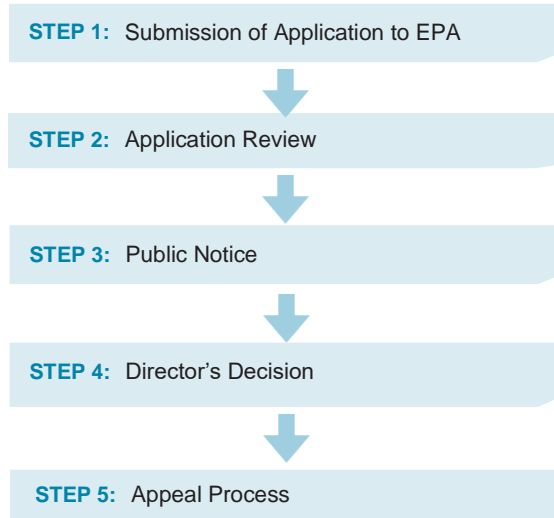 STEP 1: Submission of Application to EPA
STEP 2: Application Review
STEP 3: Public Notice
STEP 4: Director’s Decision
STEP 5: Appeal Process